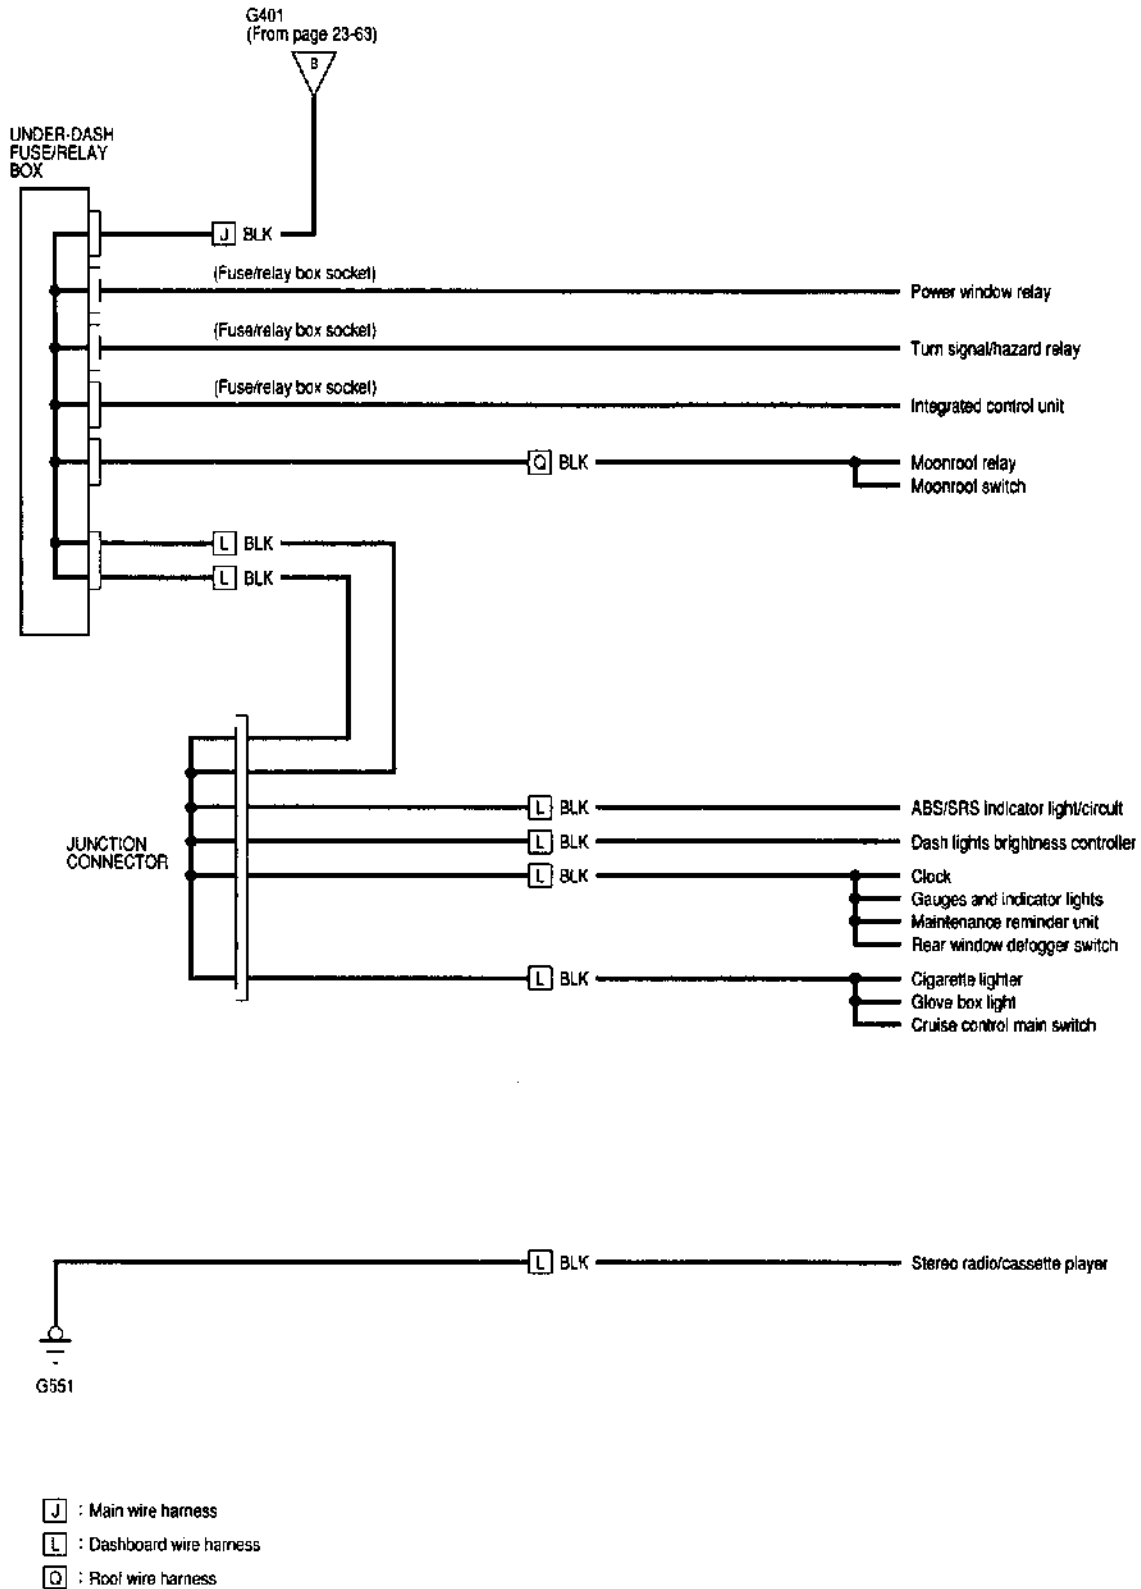 G401
(From page 23-63)
B
UNDER-DASH
FUSE/RELAY
BOX
J BLK
(Fuse/relay box socket)
Power window relay
(Fuse/relay box socket)
Turn signal/hazard relay
(Fuse/relay box socket)
Integrated control unit
Q BLK
Moonroof relay
Moonroof switch
L BLK
L BLK
L BLK
ABS/SRS indicator light/circuit
JUNCTION
CONNECTOR
L BLK
Dash lights brightness controller
L BLK
Clock
Gauges and indicator lights
Maintenance reminder unit
Rear window defogger switch
L BLK
Cigarette lighter
Glove box light
Cruise control main switch
L BLK
Stereo radio/cassette player
G551
J : Main wire harness
L : Dashboard wire harness
Q : Roof wire harness